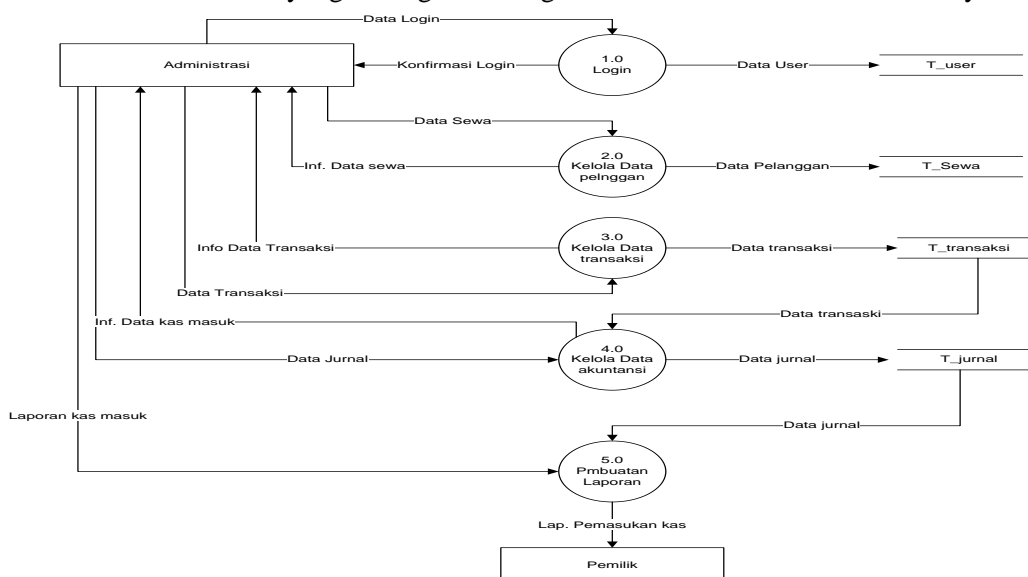 Data Login
Administrasi
Konfirmasi Login
1.0
Login
Data User
T_user
Data Sewa
Inf. Data sewa
2.0
Kelola Data
pelnggan
Data Pelanggan
T_Sewa
Info Data Transaksi
3.0
Kelola Data
transaksi
Data transaksi
T_transaksi
Data Transaksi
Inf. Data kas masuk
Data transaski
Data Jurnal
4.0
Kelola Data
akuntansi
Data jurnal
T_jurnal
Laporan kas masuk
Data jurnal
5.0
Pmbuatan
Laporan
Lap. Pemasukan kas
Pemilik